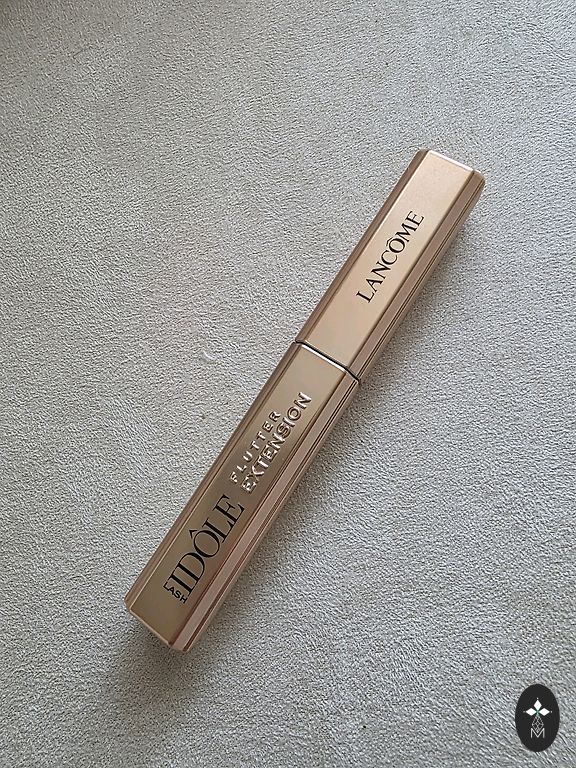 LANCÔME
LASH
IDÔLE
FLUTTER
EXTENSION
M